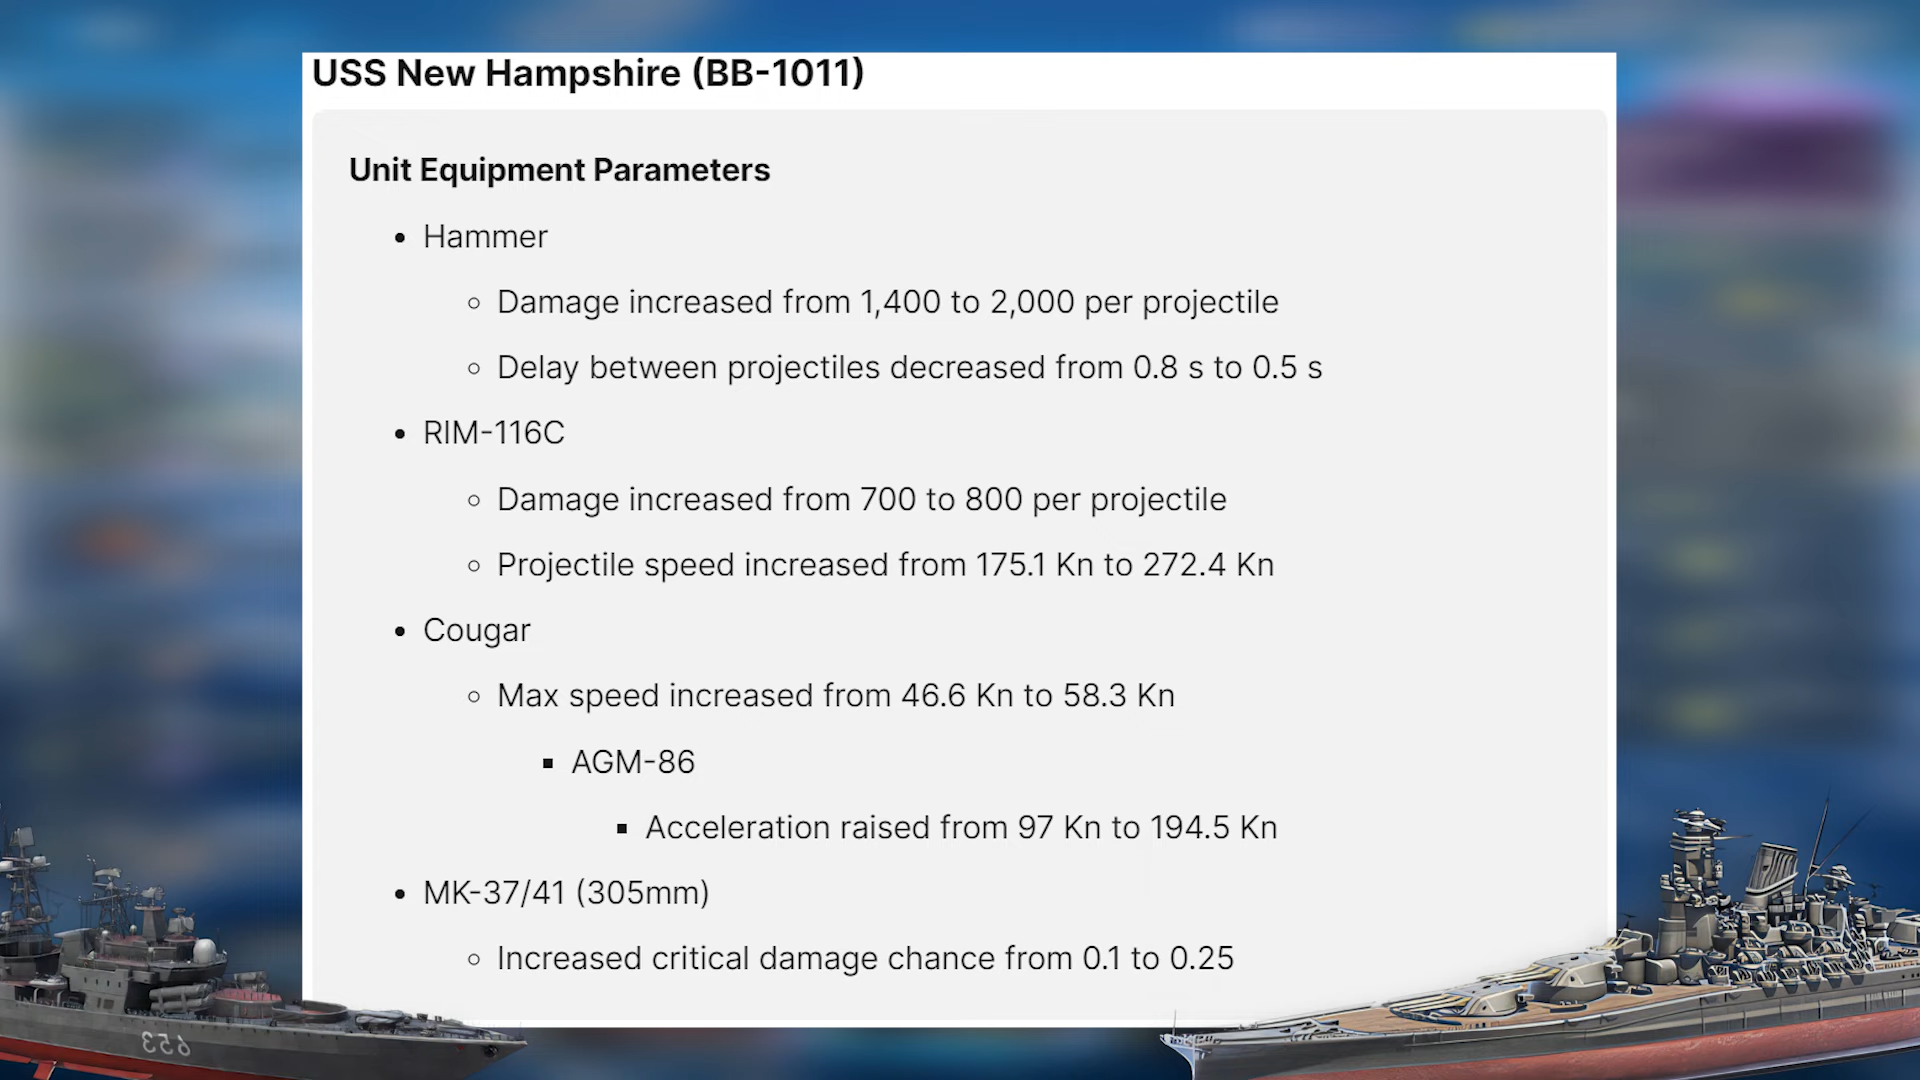 USS New Hampshire (BB-1011)
Unit Equipment Parameters
• Hammer
◦ Damage increased from 1,400 to 2,000 per projectile
◦ Delay between projectiles decreased from 0.8 s to 0.5 s
• RIM-116C
◦ Damage increased from 700 to 800 per projectile
◦ Projectile speed increased from 175.1 Kn to 272.4 Kn
• Cougar
◦ Max speed increased from 46.6 Kn to 58.3 Kn
▪ AGM-86
▪ Acceleration raised from 97 Kn to 194.5 Kn
• MK-37/41 (305mm)
◦ Increased critical damage chance from 0.1 to 0.25
653